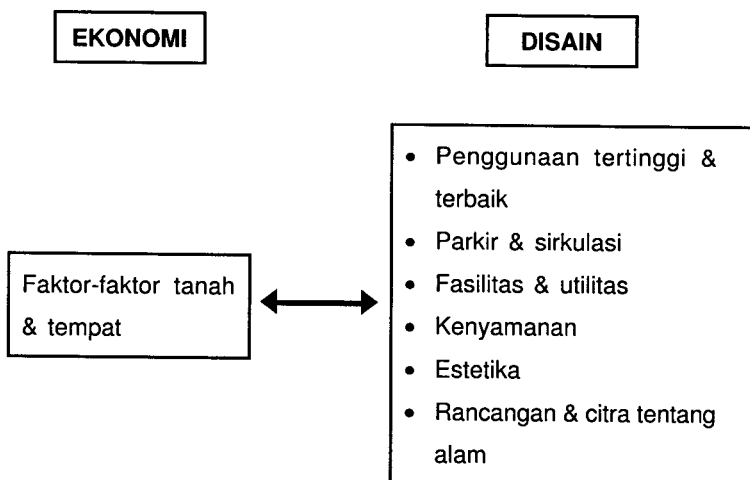 EKONOMI
DISAIN
Faktor-faktor tanah
& tempat
• Penggunaan tertinggi &
terbaik
• Parkir & sirkulasi
• Fasilitas & utilitas
• Kenyamanan
• Estetika
• Rancangan & citra tentang
alam